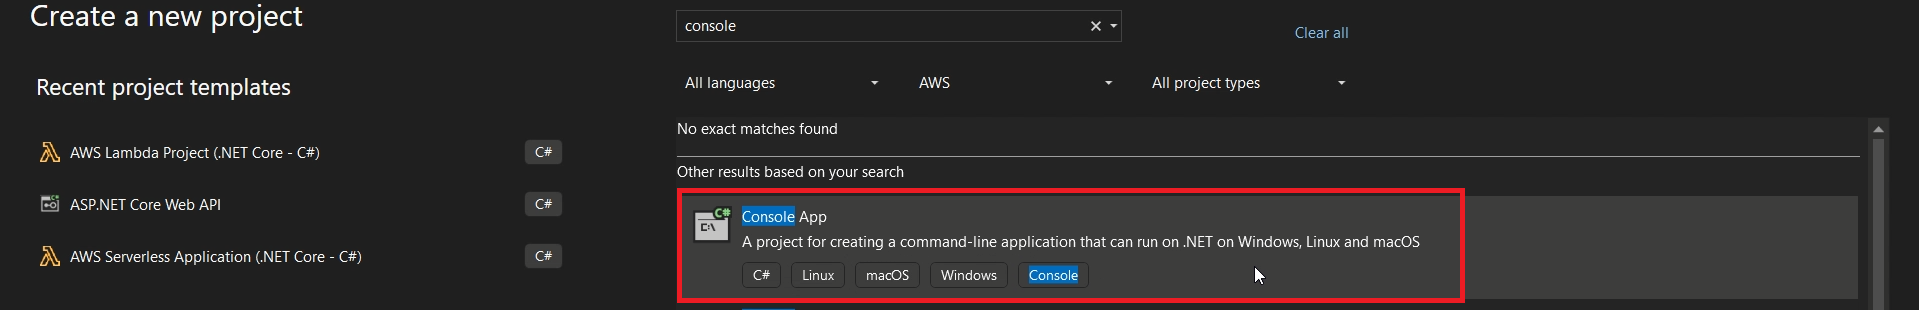 Create a new project
Recent project templates
AWS Lambda Project (.NET Core - C#) C#
ASP.NET Core Web API C#
AWS Serverless Application (.NET Core - C#) C#
console
Clear all
All languages AWS All project types
No exact matches found
Other results based on your search
C#
C:\
Console App
A project for creating a command-line application that can run on .NET on Windows, Linux and macOS
C# Linux macOS Windows Console